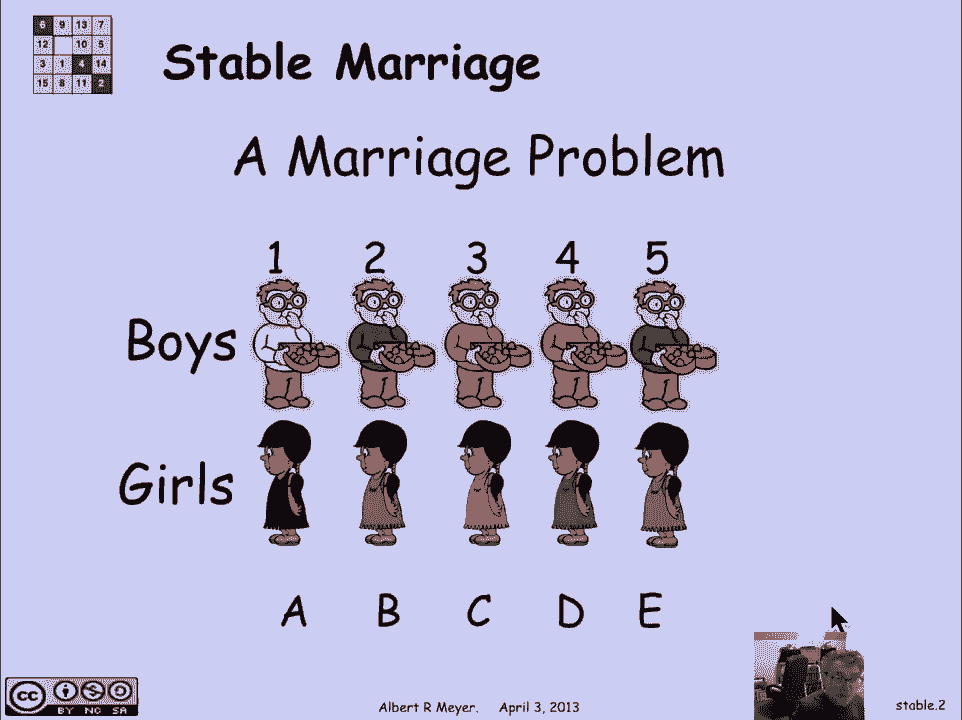 6 9 13 7
12 10 5
3 1 4 14
15 8 11 2
Stable Marriage
A Marriage Problem
1 2 3 4 5
Boys
Girls
A B C D E
cc
BY NC SA
Albert R Meyer. April 3, 2013
stable.2